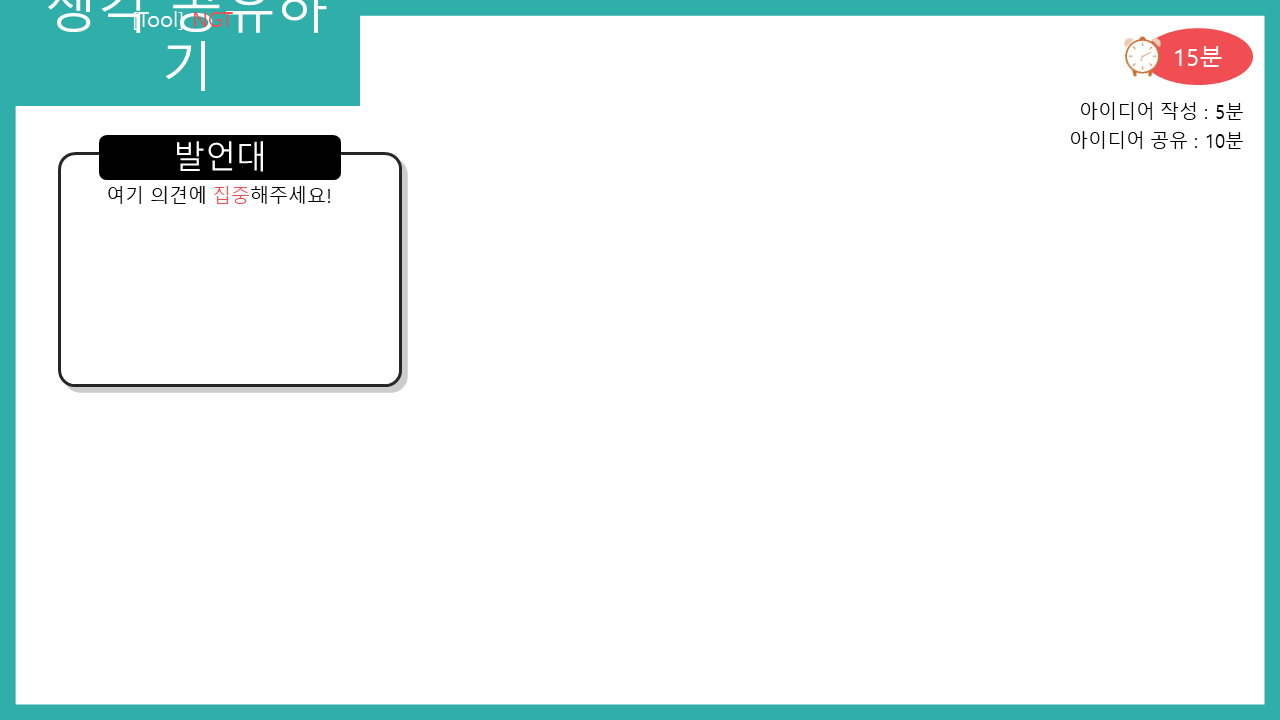 [Tool] NGT
생각 공유하
기
15분
아이디어 작성 : 5분
아이디어 공유 : 10분
발언대
여기 의견에 집중해주세요!